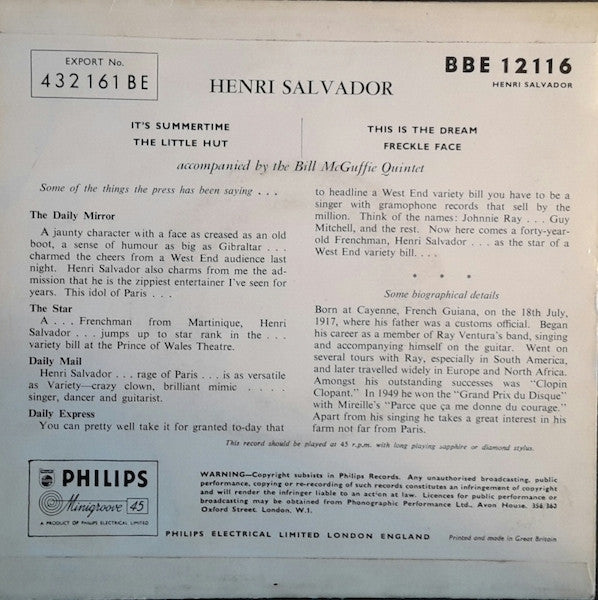 EXPORT No.
432 161 BE
BBE 12116
HENRI SALVADOR
HENRI SALVADOR
IT'S SUMMERTIME
THE LITTLE HUT
THIS IS THE DREAM
FRECKLE FACE
accompanied by the Bill McGuffie Quintet
Some of the things the press has been saying . . .
The Daily Mirror
A jaunty character with a face as creased as an old
boot, a sense of humour as big as Gibraltar . . .
charmed the cheers from a West End audience last
night. Henri Salvador also charms from me the ad-
mission that he is the zippiest entertainer I've seen for
years. This idol of Paris . . .
The Star
A . . . Frenchman from Martinique, Henri
Salvador . . . jumps up to star rank in the . . .
variety bill at the Prince of Wales Theatre.
Daily Mail
Henri Salvador . . . rage of Paris . . . is as versatile
as Variety—crazy clown, brilliant mimic . . . .
singer, dancer and guitarist.
Daily Express
You can pretty well take it for granted to-day that
to headline a West End variety bill you have to be a
singer with gramophone records that sell by the
million. Think of the names: Johnnie Ray . . . Guy
Mitchell, and the rest. Now here comes a forty-year-
old Frenchman, Henri Salvador . . . as the star of a
West End variety bill. . . .
* * *
Some biographical details
Born at Cayenne, French Guiana, on the 18th July,
1917, where his father was a customs official. Began
his career as a member of Ray Ventura's band, singing
and accompanying himself on the guitar. Went on
several tours with Ray, especially in South America,
and later travelled widely in Europe and North Africa.
Amongst his outstanding successes was "Clopin
Clopant." In 1949 he won the "Grand Prix du Disque"
with Mireille's "Parce que ça me donne du courage."
Apart from his singing he takes a great interest in his
farm not far from Paris.
This record should be played at 45 r.p.m. with long playing sapphire or diamond stylus.
PHILIPS
Minigroove 45
A PRODUCT OF PHILIPS ELECTRICAL LIMITED
WARNING—Copyright subsists in Philips Records. Any unauthorised broadcasting, public
performance, copying or re-recording of such records constitutes an infringement of copyright
and will render the infringer liable to an action at law. Licences for public performance or
broadcasting may be obtained from Phonographic Performance Ltd., Avon House. 356/362
Oxford Street. London. W.1.
PHILIPS ELECTRICAL LIMITED LONDON ENGLAND
Printed and made in Great Britain